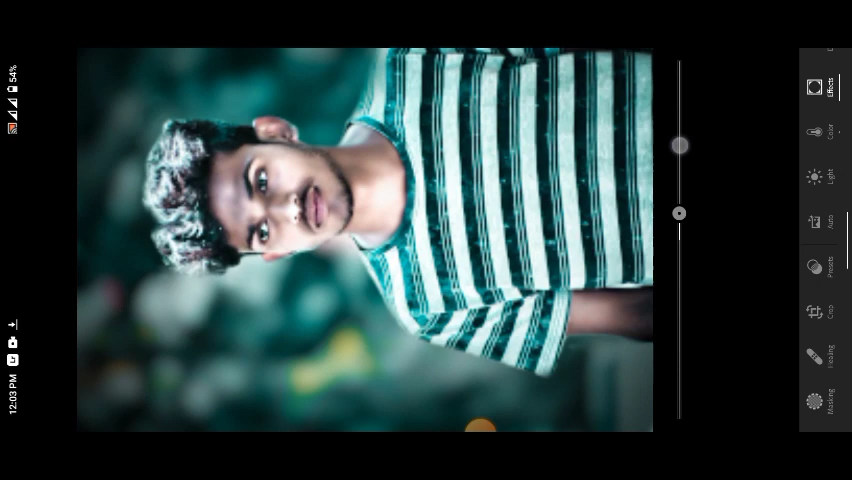 12:03 PM
54%
Masking
Healing
Crop
Presets
Auto
Light
Color
Effects